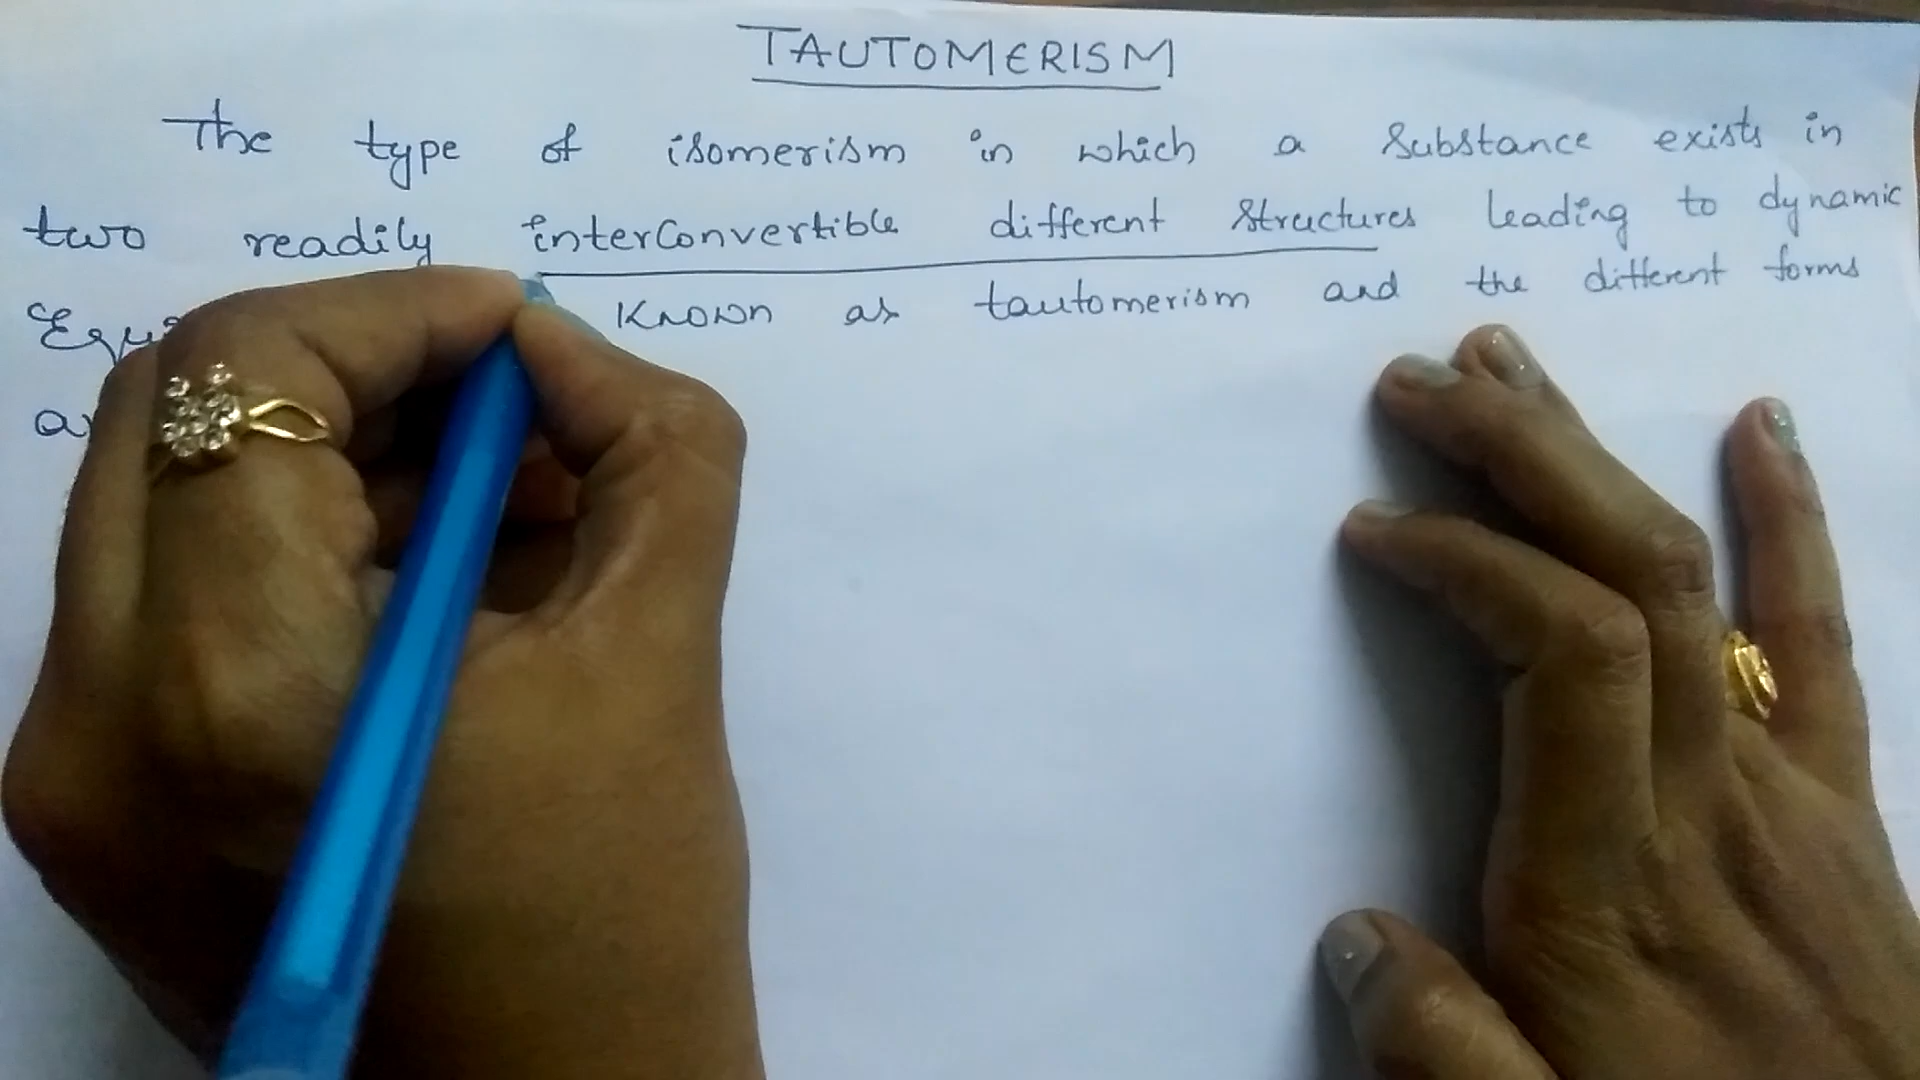 TAUTOMERISM
The type of isomerism in which a substance exists in
two readily interconvertible different structures leading to dynamic
known as tautomerism and the different forms